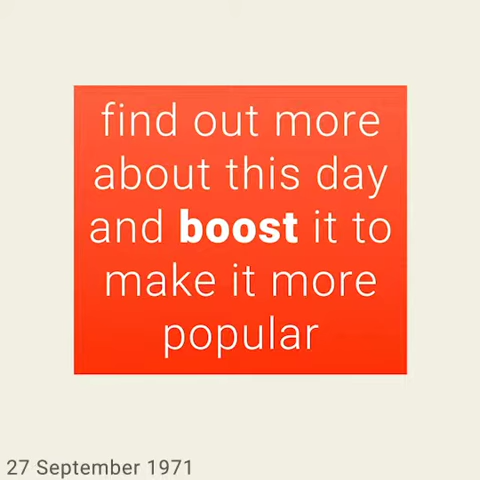 find out more
about this day
and boost it to
make it more
popular
27 September 1971